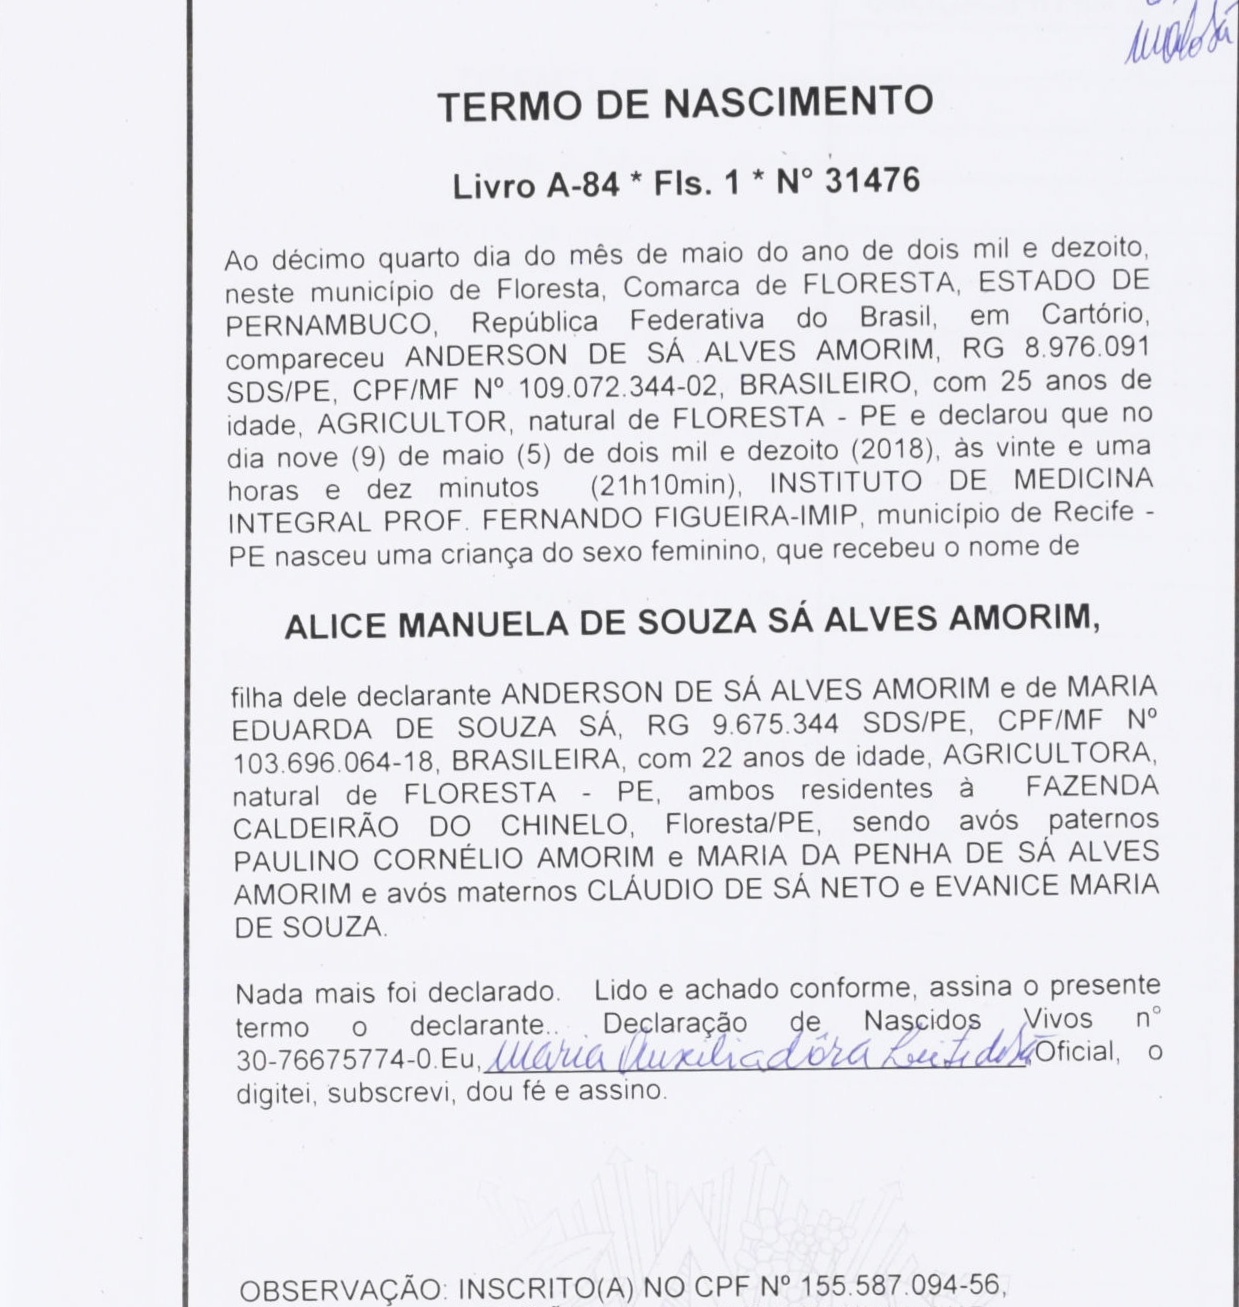 TERMO DE NASCIMENTO
Livro A-84 * Fls. 1 * N° 31476
Ao décimo quarto dia do mês de maio do ano de dois mil e dezoito,
neste município de Floresta, Comarca de FLORESTA, ESTADO DE
PERNAMBUCO, República Federativa do Brasil, em Cartório,
compareceu ANDERSON DE SÁ ALVES AMORIM, RG 8.976.091
SDS/PE, CPF/MF Nº 109.072.344-02, BRASILEIRO, com 25 anos de
idade, AGRICULTOR, natural de FLORESTA - PE e declarou que no
dia nove (9) de maio (5) de dois mil e dezoito (2018), às vinte e uma
horas e dez minutos (21h10min), INSTITUTO DE MEDICINA
INTEGRAL PROF. FERNANDO FIGUEIRA-IMIP, município de Recife -
PE nasceu uma criança do sexo feminino, que recebeu o nome de
ALICE MANUELA DE SOUZA SÁ ALVES AMORIM,
filha dele declarante ANDERSON DE SÁ ALVES AMORIM e de MARIA
EDUARDA DE SOUZA SÁ, RG 9.675.344 SDS/PE, CPF/MF Nº
103.696.064-18, BRASILEIRA, com 22 anos de idade, AGRICULTORA,
natural de FLORESTA - PE, ambos residentes à FAZENDA
CALDEIRÃO DO CHINELO, Floresta/PE, sendo avós paternos
PAULINO CORNÉLIO AMORIM e MARIA DA PENHA DE SÁ ALVES
AMORIM e avós maternos CLÁUDIO DE SÁ NETO e EVANICE MARIA
DE SOUZA.
Nada mais foi declarado. Lido e achado conforme, assina o presente
termo o declarante.. Declaração de Nascidos Vivos n°
30-76675774-0.Eu, Maria Auxiliadôra Leite de Sá Oficial, o
digitei, subscrevi, dou fé e assino.
OBSERVAÇÃO: INSCRITO(A) NO CPF Nº 155.587.094-56,